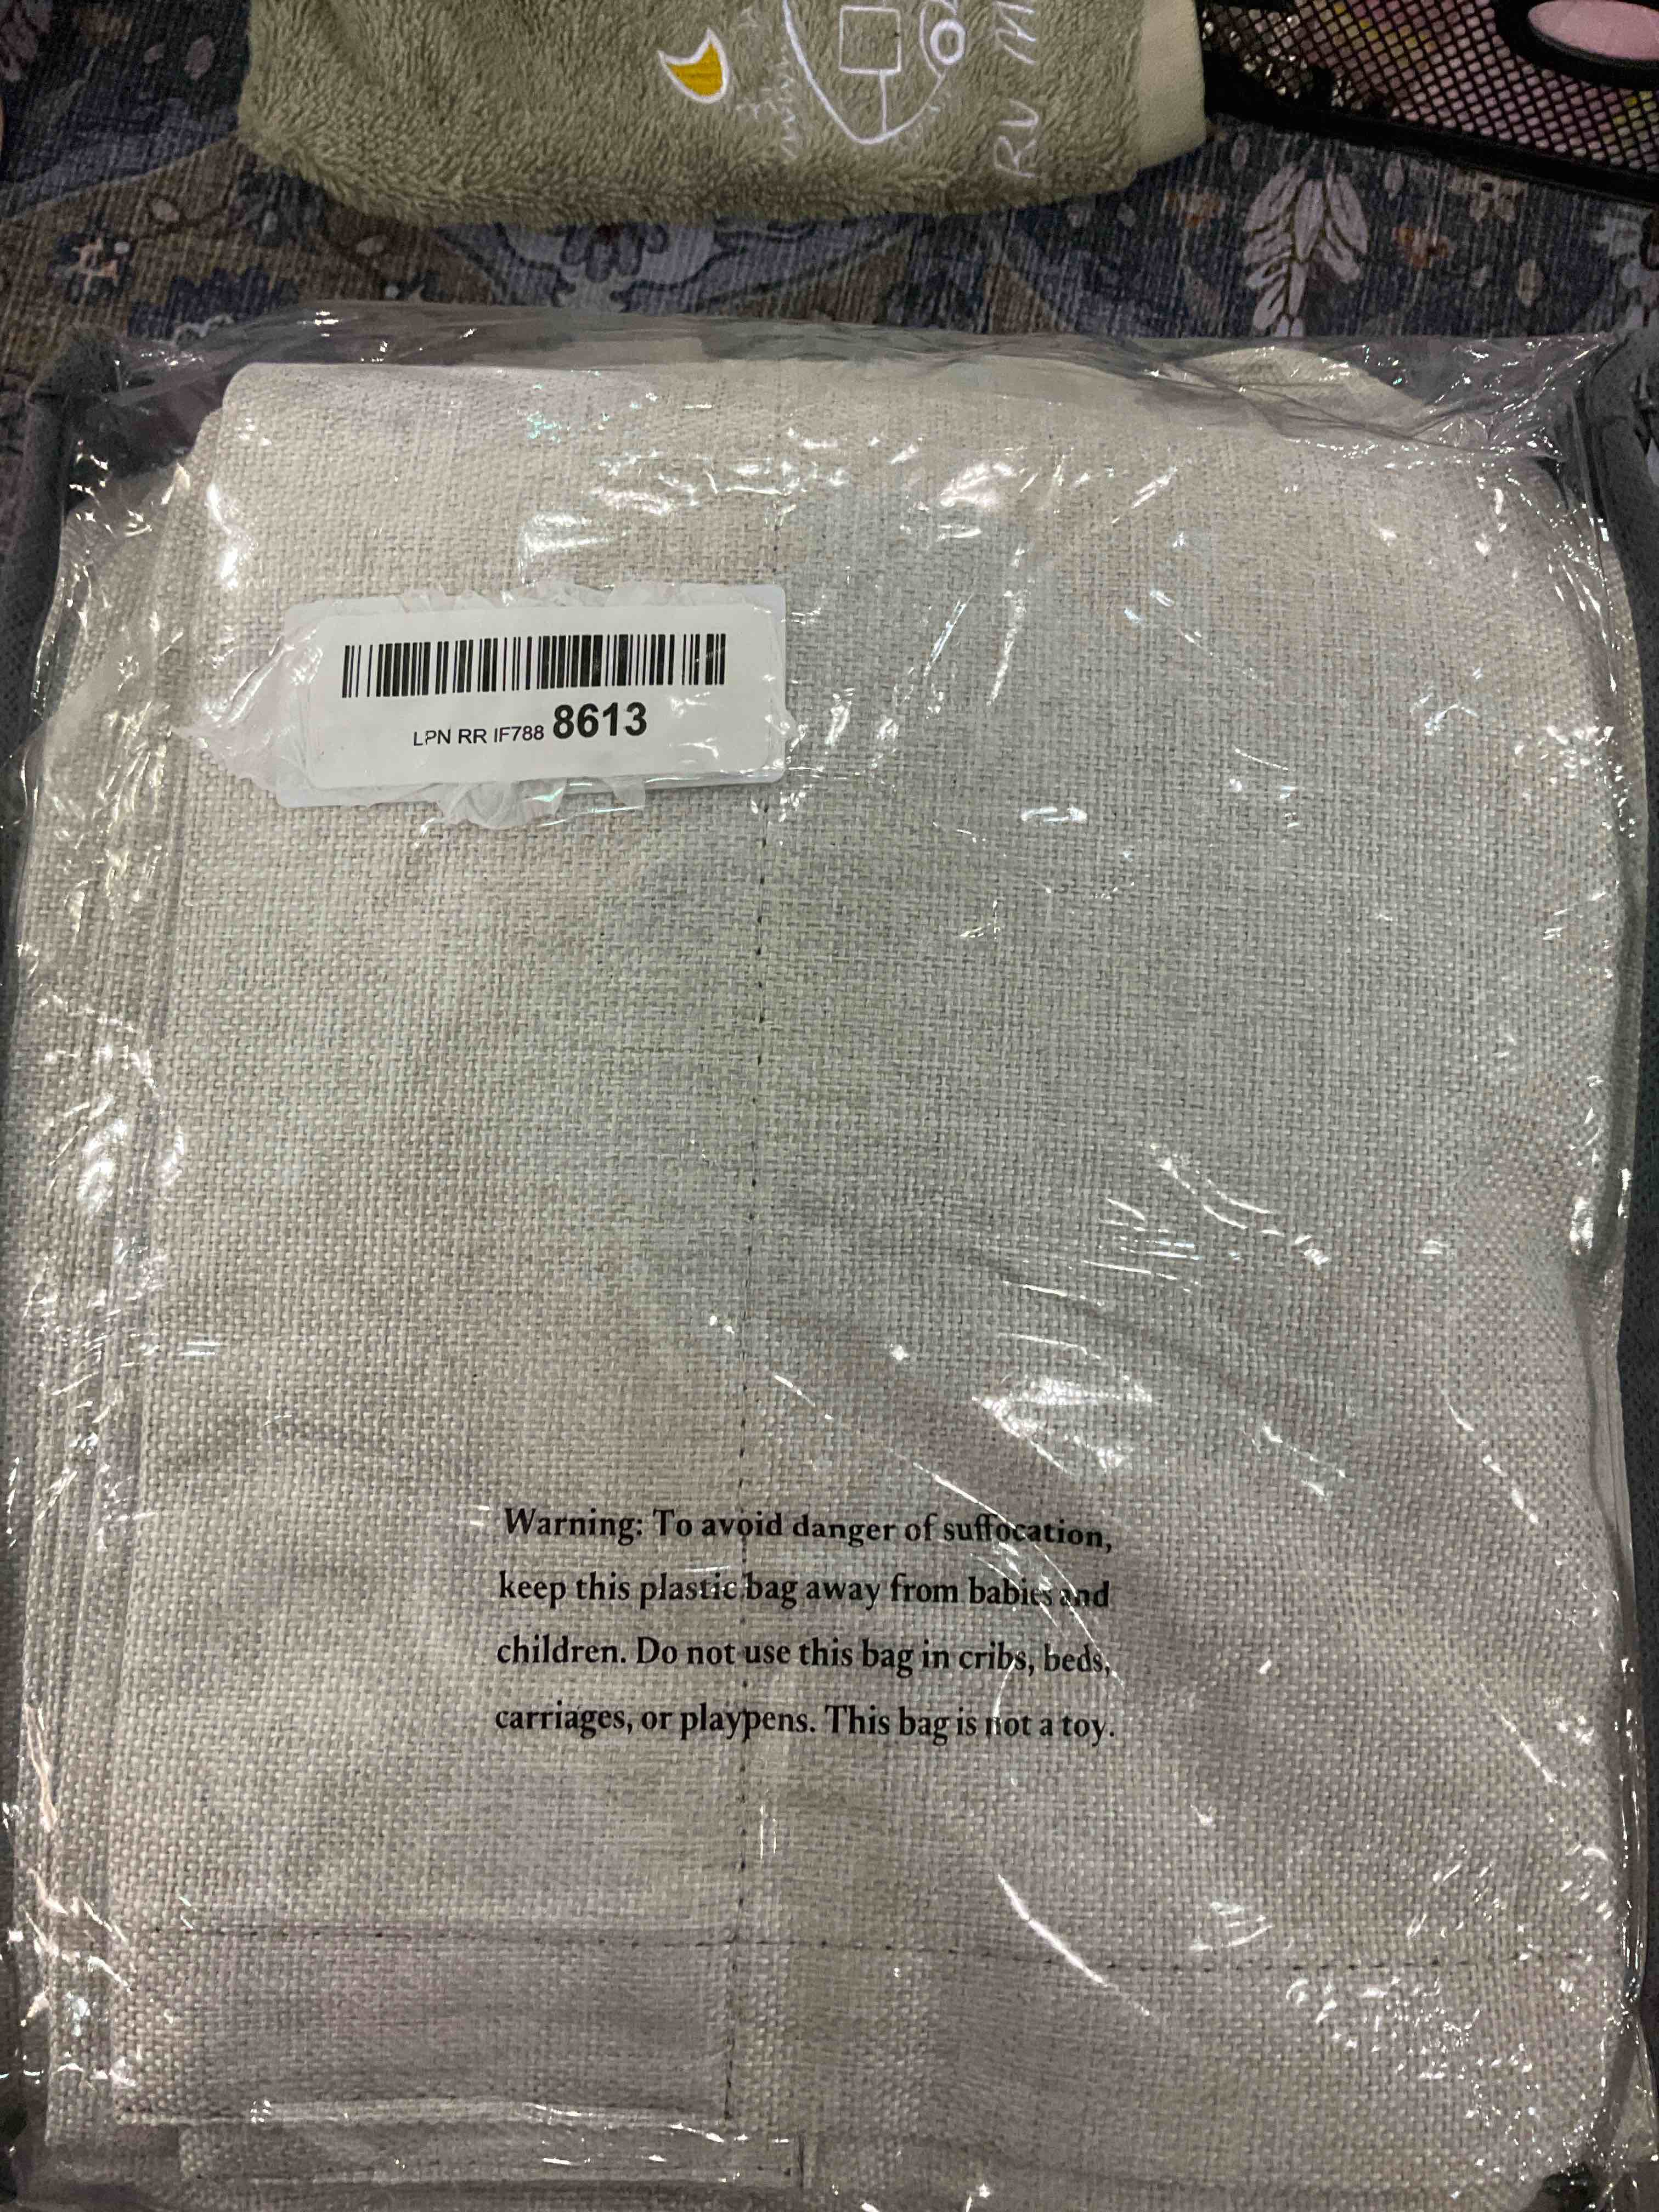 LPN RR IF788 8613
Warning: To avoid danger of suffocation,
keep this plastic bag away from babies and
children. Do not use this bag in cribs, beds,
carriages, or playpens. This bag is not a toy.